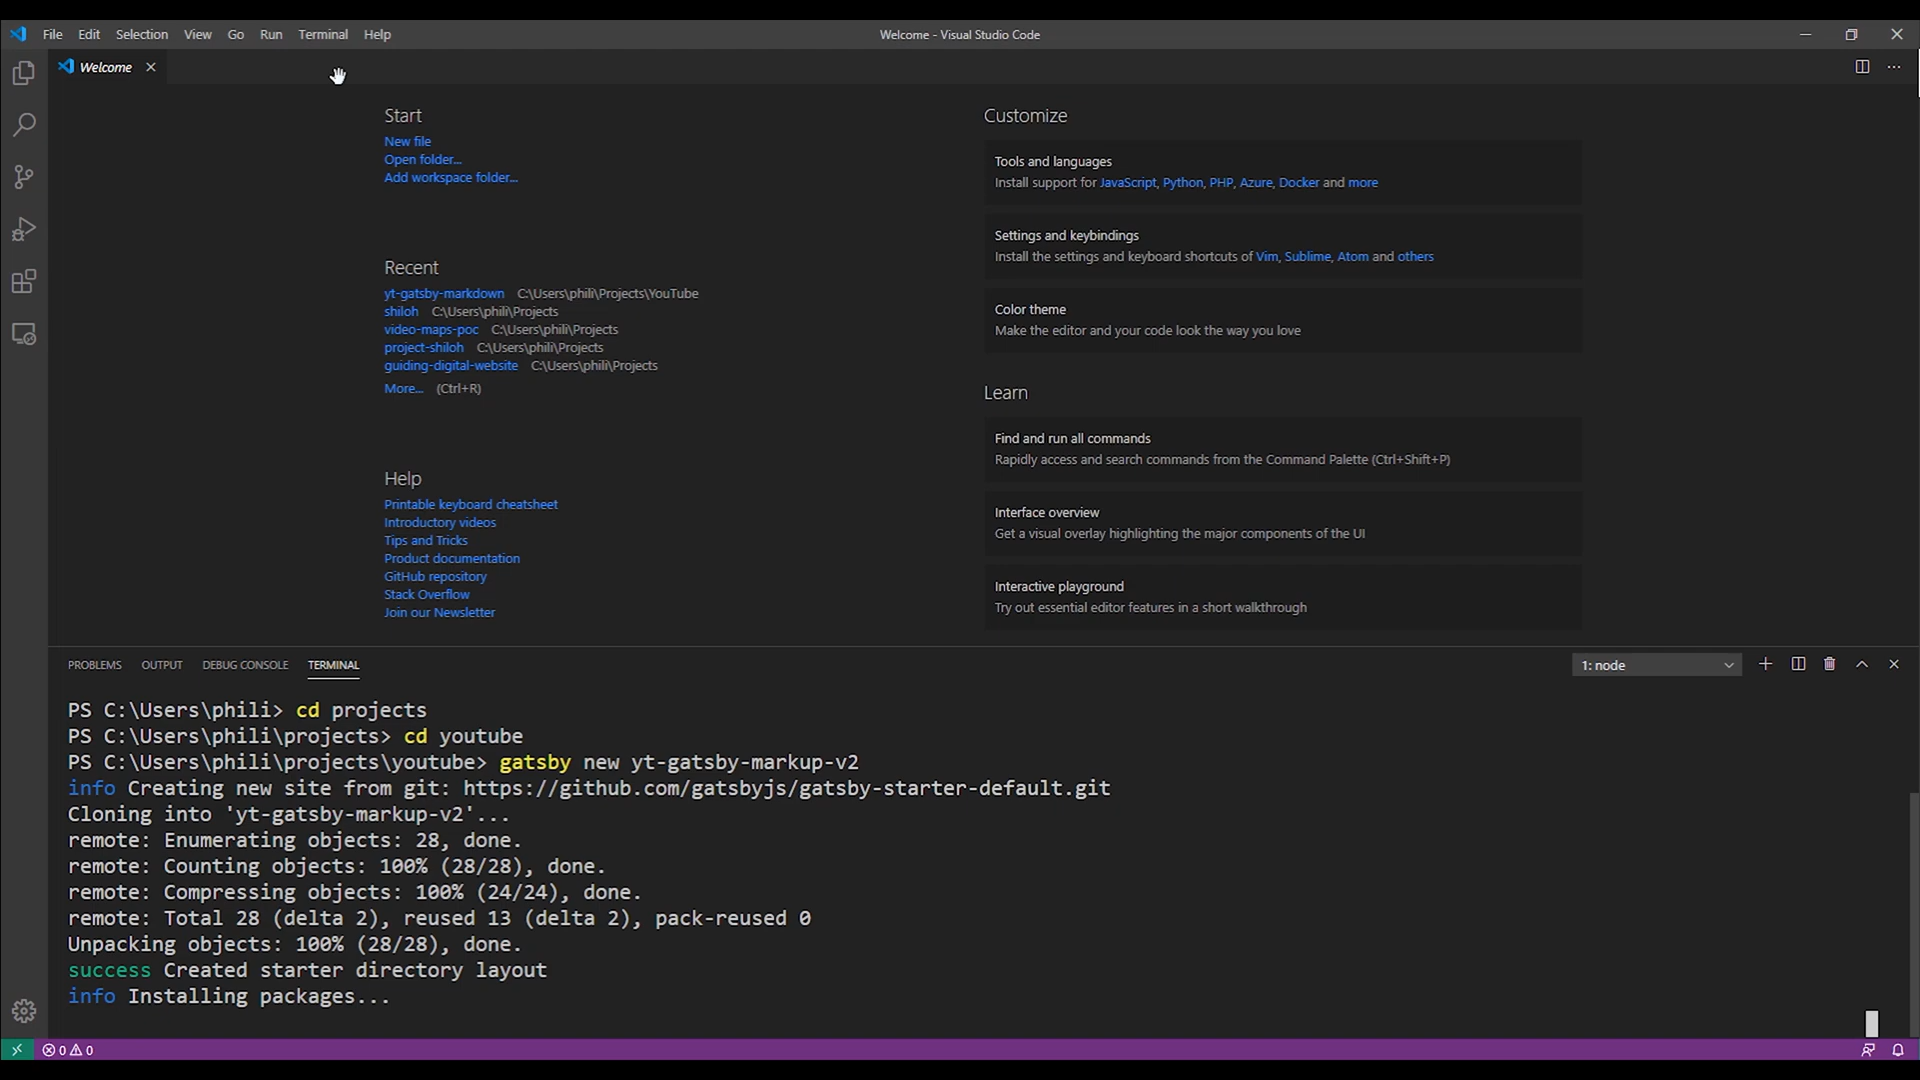 File Edit Selection View Go Run Terminal Help
Welcome - Visual Studio Code
Welcome
Start
New file
Open folder...
Add workspace folder...
Recent
yt-gatsby-markdown C:\Users\phili\Projects\YouTube
shiloh C:\Users\phili\Projects
video-maps-poc C:\Users\phili\Projects
project-shiloh C:\Users\phili\Projects
guiding-digital-website C:\Users\phili\Projects
More... (Ctrl+R)
Help
Printable keyboard cheatsheet
Introductory videos
Tips and Tricks
Product documentation
GitHub repository
Stack Overflow
Join our Newsletter
Customize
Tools and languages
Install support for JavaScript, Python, PHP, Azure, Docker and more
Settings and keybindings
Install the settings and keyboard shortcuts of Vim, Sublime, Atom and others
Color theme
Make the editor and your code look the way you love
Learn
Find and run all commands
Rapidly access and search commands from the Command Palette (Ctrl+Shift+P)
Interface overview
Get a visual overlay highlighting the major components of the UI
Interactive playground
Try out essential editor features in a short walkthrough
PROBLEMS OUTPUT DEBUG CONSOLE TERMINAL
1: node
PS C:\Users\phili> cd projects
PS C:\Users\phili\projects> cd youtube
PS C:\Users\phili\projects\youtube> gatsby new yt-gatsby-markup-v2
info Creating new site from git: https://github.com/gatsbyjs/gatsby-starter-default.git
Cloning into 'yt-gatsby-markup-v2'...
remote: Enumerating objects: 28, done.
remote: Counting objects: 100% (28/28), done.
remote: Compressing objects: 100% (24/24), done.
remote: Total 28 (delta 2), reused 13 (delta 2), pack-reused 0
Unpacking objects: 100% (28/28), done.
success Created starter directory layout
info Installing packages...
0 0